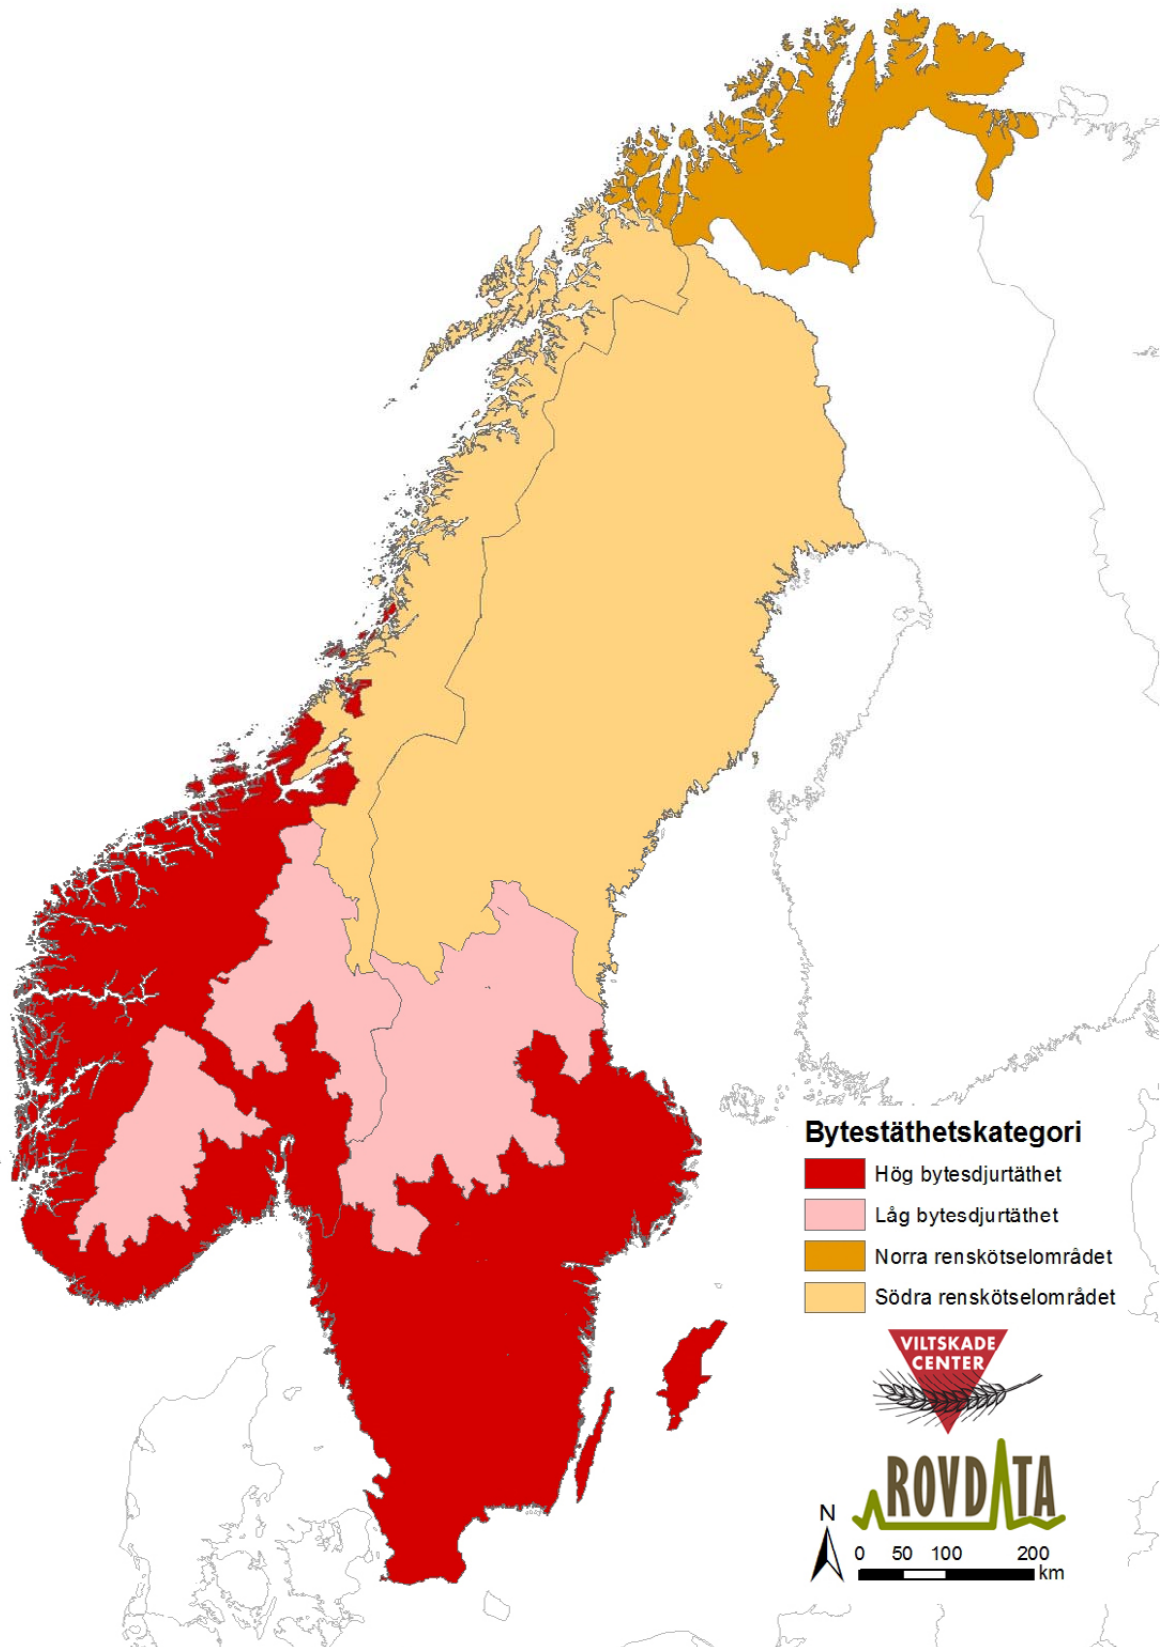 Bytestäthetskategori
Hög bytesdjurtäthet
Låg bytesdjurtäthet
Norra renskötselområdet
Södra renskötselområdet
VILTSKADE
CENTER
ROVDATA
N
0 50 100 200
km